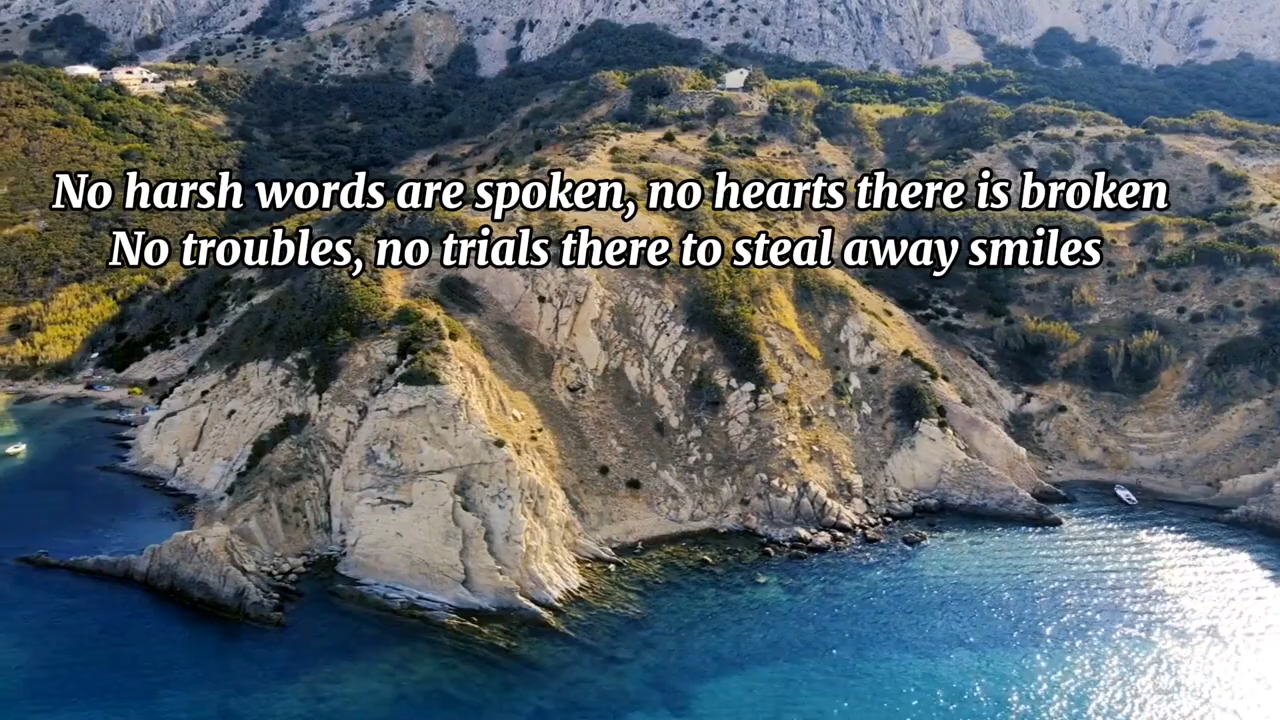 No harsh words are spoken, no hearts there is broken
No troubles, no trials there to steal away smiles